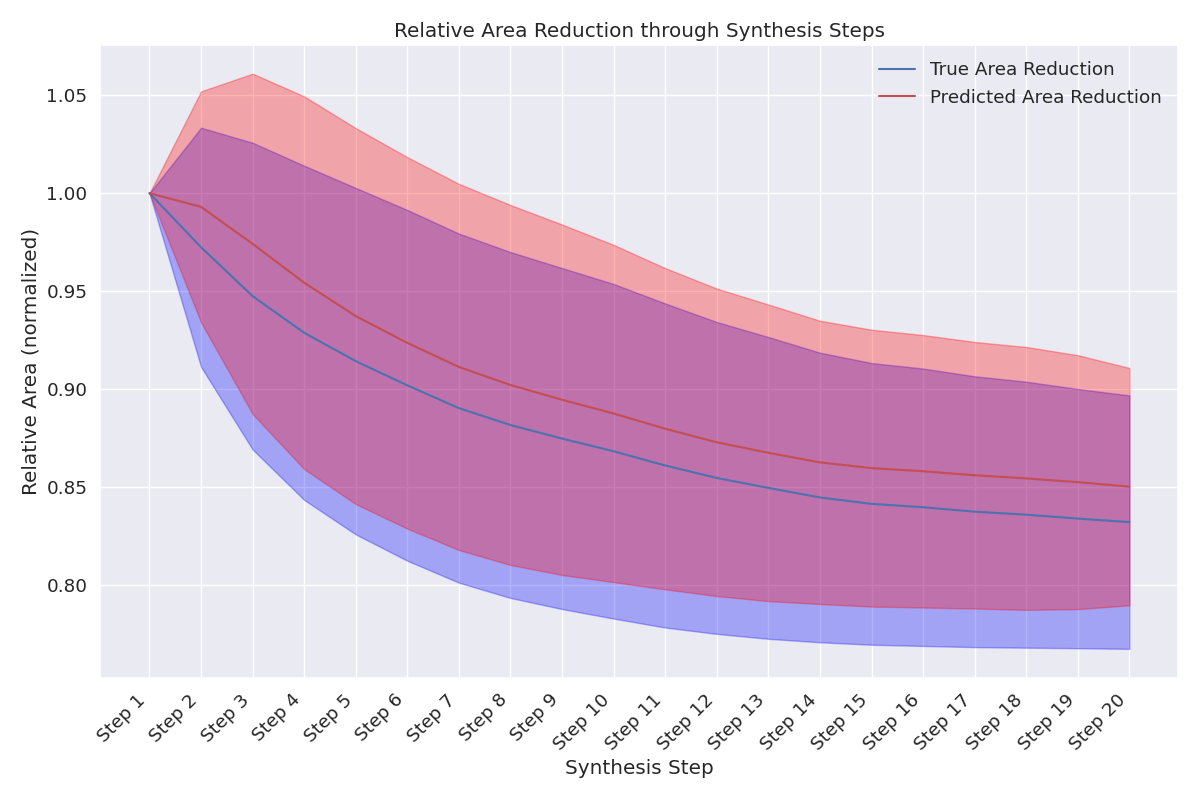 Relative Area Reduction through Synthesis Steps
True Area Reduction
Predicted Area Reduction
Relative Area (normalized)
1.05
1.00
0.95
0.90
0.85
0.80
Step 1
Step 2
Step 3
Step 4
Step 5
Step 6
Step 7
Step 8
Step 9
Step 10
Step 11
Step 12
Step 13
Step 14
Step 15
Step 16
Step 17
Step 18
Step 19
Step 20
Synthesis Step